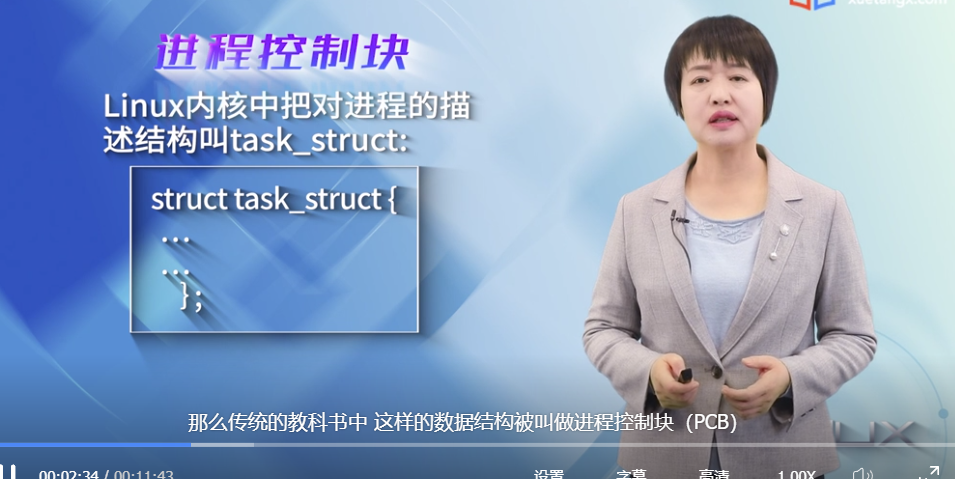 xuetangx.com
进程控制块
Linux内核中把对进程的描
述结构叫task_struct:
struct task_struct {
...
...
};
那么传统的教科书中 这样的数据结构被叫做进程控制块（PCB）
00:02:34 / 00:11:43
设置
字幕
高清
1.00X